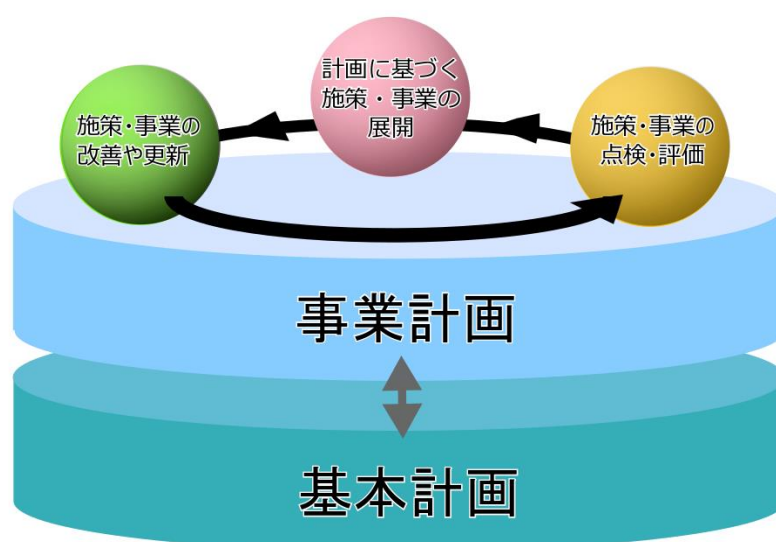 計画に基づく
施策・事業の
展開
施策・事業の
改善や更新
施策・事業の
点検・評価
事業計画
基本計画